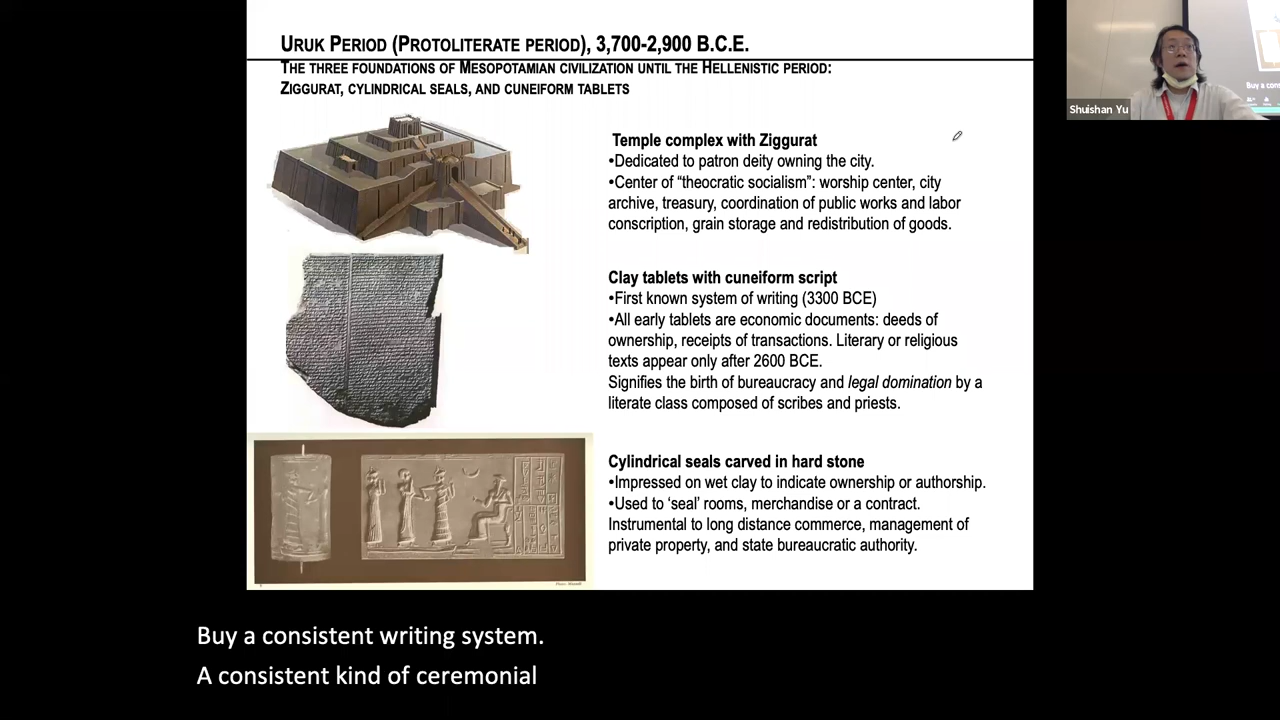 URUK PERIOD (PROTOLITERATE PERIOD), 3,700-2,900 B.C.E.
THE THREE FOUNDATIONS OF MESOPOTAMIAN CIVILIZATION UNTIL THE HELLENISTIC PERIOD:
ZIGGURAT, CYLINDRICAL SEALS, AND CUNEIFORM TABLETS
Temple complex with Ziggurat
•Dedicated to patron deity owning the city.
•Center of “theocratic socialism”: worship center, city
archive, treasury, coordination of public works and labor
conscription, grain storage and redistribution of goods.
Clay tablets with cuneiform script
•First known system of writing (3300 BCE)
•All early tablets are economic documents: deeds of
ownership, receipts of transactions. Literary or religious
texts appear only after 2600 BCE.
Signifies the birth of bureaucracy and legal domination by a
literate class composed of scribes and priests.
Cylindrical seals carved in hard stone
•Impressed on wet clay to indicate ownership or authorship.
•Used to ‘seal’ rooms, merchandise or a contract.
Instrumental to long distance commerce, management of
private property, and state bureaucratic authority.
Shuishan Yu
Buy a cons
Buy a consistent writing system.
A consistent kind of ceremonial